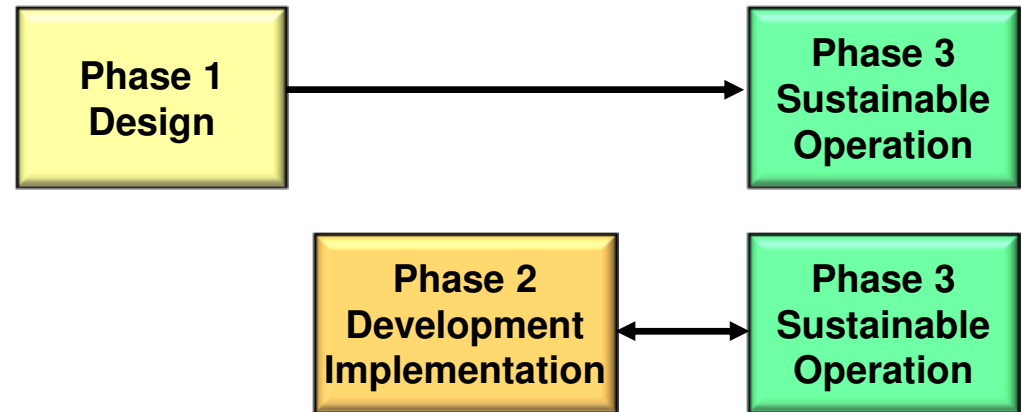 Phase 1
Design
Phase 3
Sustainable
Operation
Phase 2
Development
Implementation
Phase 3
Sustainable
Operation